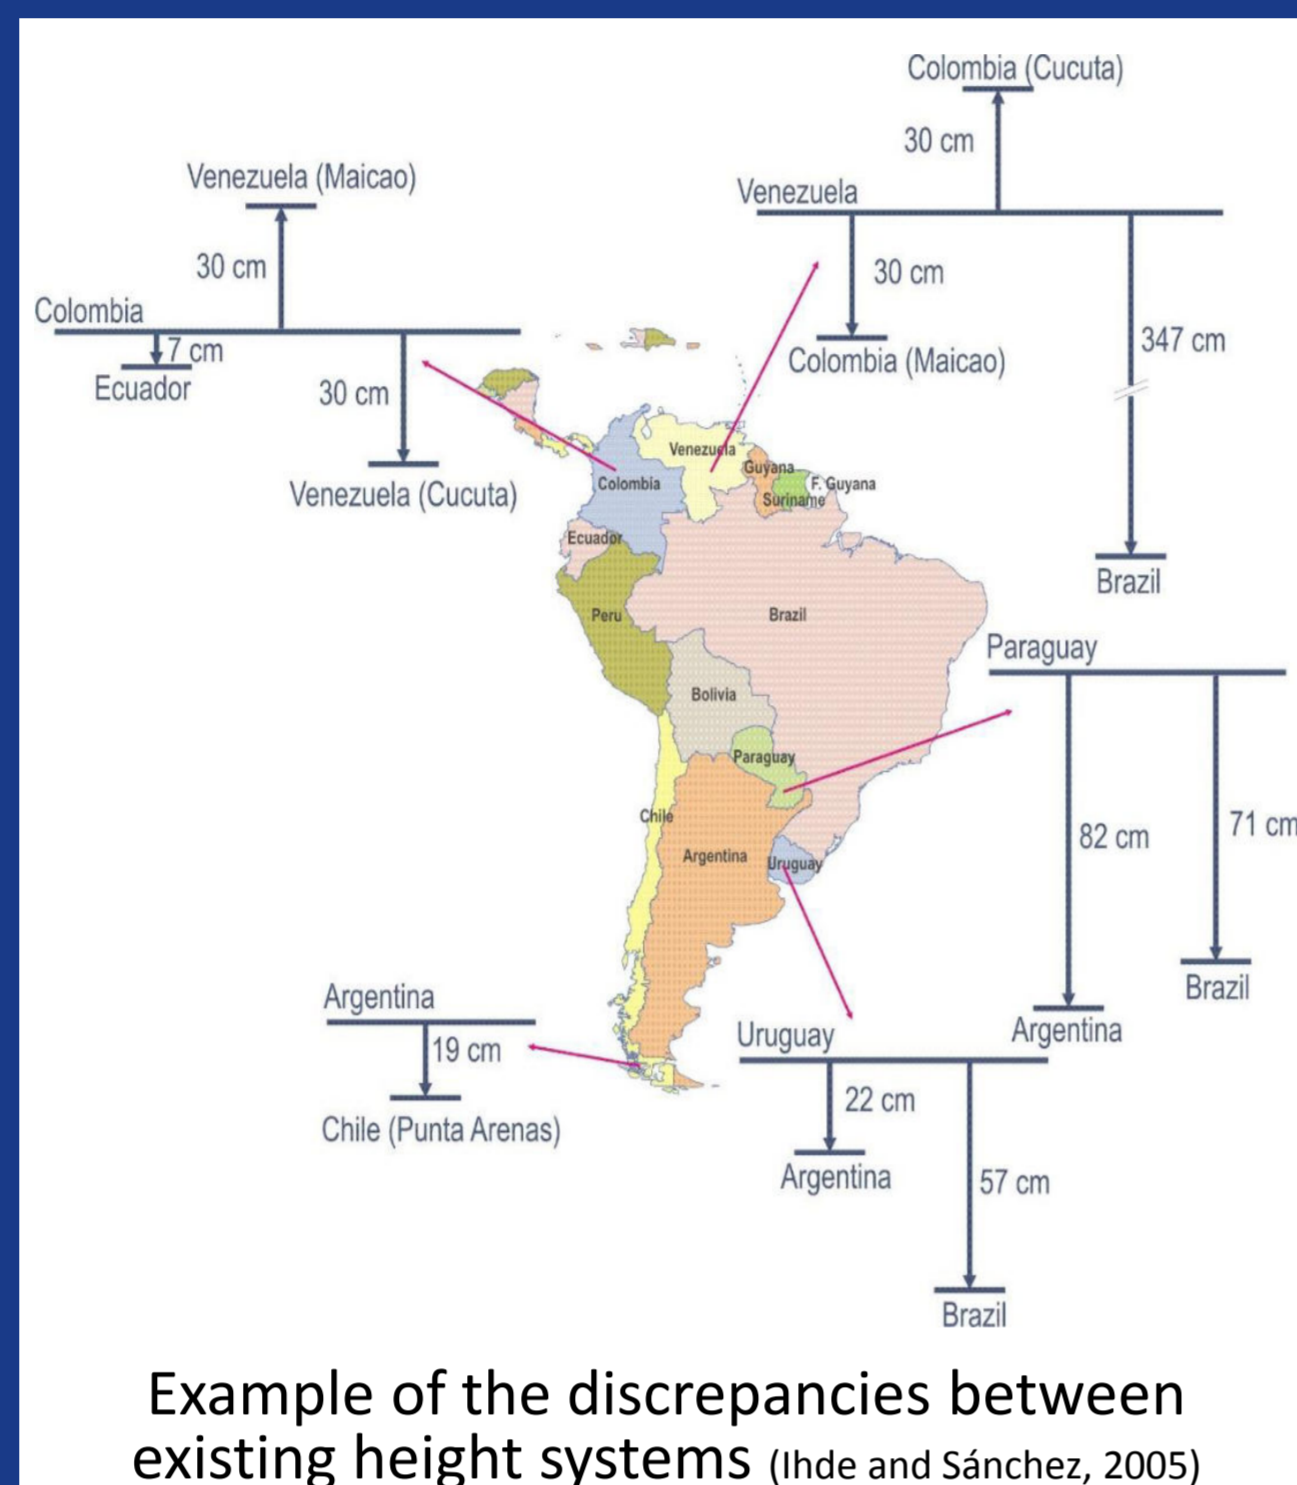 Colombia (Cucuta)
30 cm
Venezuela
30 cm
Colombia (Maicao)
347 cm
Brazil
Venezuela (Maicao)
30 cm
Colombia
7 cm
Ecuador
30 cm
Venezuela (Cucuta)
Venezuela
Guyana
F. Guyana
Suriname
Colombia
Ecuador
Peru
Brazil
Bolivia
Paraguay
Chile
Argentina
Uruguay
Paraguay
82 cm
71 cm
Brazil
Argentina
Argentina
19 cm
Chile (Punta Arenas)
Uruguay
22 cm
Argentina
57 cm
Brazil
Example of the discrepancies between
existing height systems (Ihde and Sánchez, 2005)